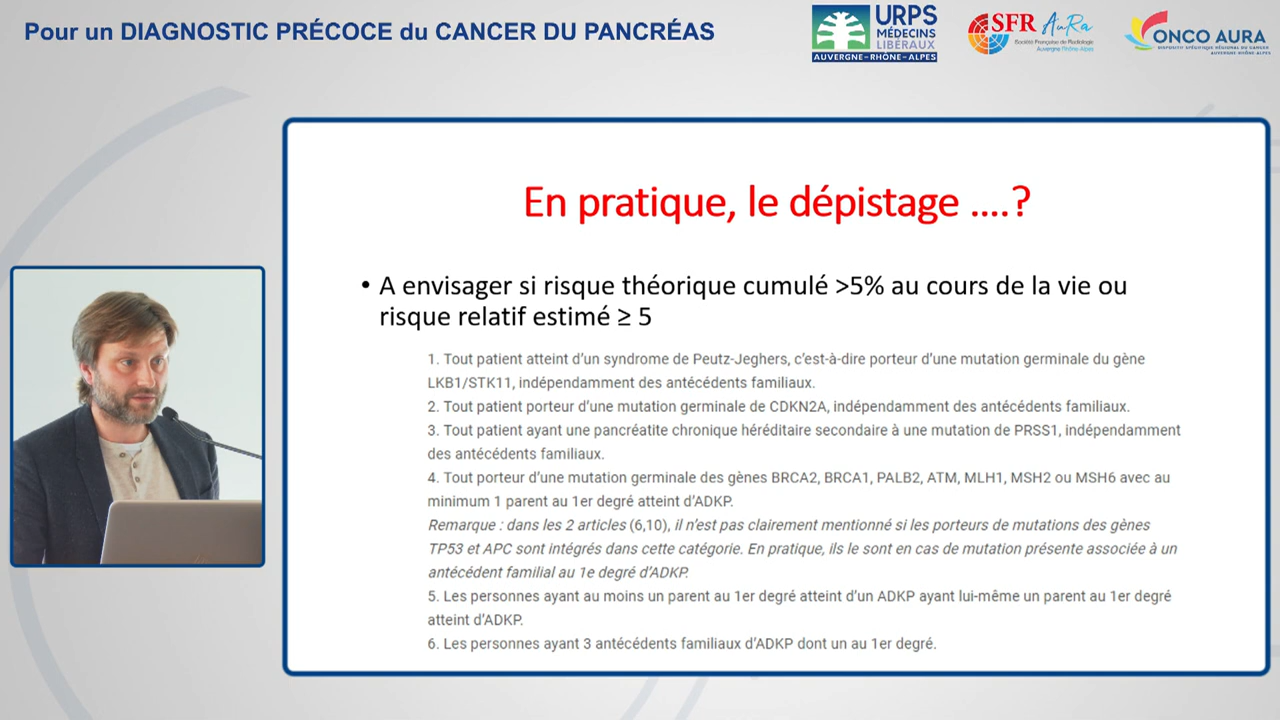 Pour un DIAGNOSTIC PRÉCOCE du CANCER DU PANCRÉAS
URPS
MÉDECINS
LIBÉRAUX
AUVERGNE-RHÔNE-ALPES
SFR AuRa
Société Française de Radiologie
Auvergne Rhône-Alpes
ONCO AURA
DISPOSITIF SPÉCIFIQUE RÉGIONAL DU CANCER
AUVERGNE RHÔNE-ALPES
En pratique, le dépistage ....?
• A envisager si risque théorique cumulé >5% au cours de la vie ou
risque relatif estimé ≥ 5
1. Tout patient atteint d'un syndrome de Peutz-Jeghers, c'est-à-dire porteur d'une mutation germinale du gène
LKB1/STK11, indépendamment des antécédents familiaux.
2. Tout patient porteur d'une mutation germinale de CDKN2A, indépendamment des antécédents familiaux.
3. Tout patient ayant une pancréatite chronique héréditaire secondaire à une mutation de PRSS1, indépendamment
des antécédents familiaux.
4. Tout porteur d'une mutation germinale des gènes BRCA2, BRCA1, PALB2, ATM, MLH1, MSH2 ou MSH6 avec au
minimum 1 parent au 1er degré atteint d'ADKP.
Remarque : dans les 2 articles (6,10), il n'est pas clairement mentionné si les porteurs de mutations des gènes
TP53 et APC sont intégrés dans cette catégorie. En pratique, ils le sont en cas de mutation présente associée à un
antécédent familial au 1e degré d'ADKP.
5. Les personnes ayant au moins un parent au 1er degré atteint d'un ADKP ayant lui-même un parent au 1er degré
atteint d'ADKP.
6. Les personnes ayant 3 antécédents familiaux d'ADKP dont un au 1er degré.